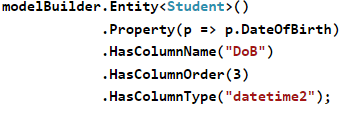 modelBuilder.Entity<Student>()
.Property(p => p.DateOfBirth)
.HasColumnName("DoB")
.HasColumnOrder(3)
.HasColumnType("datetime2");